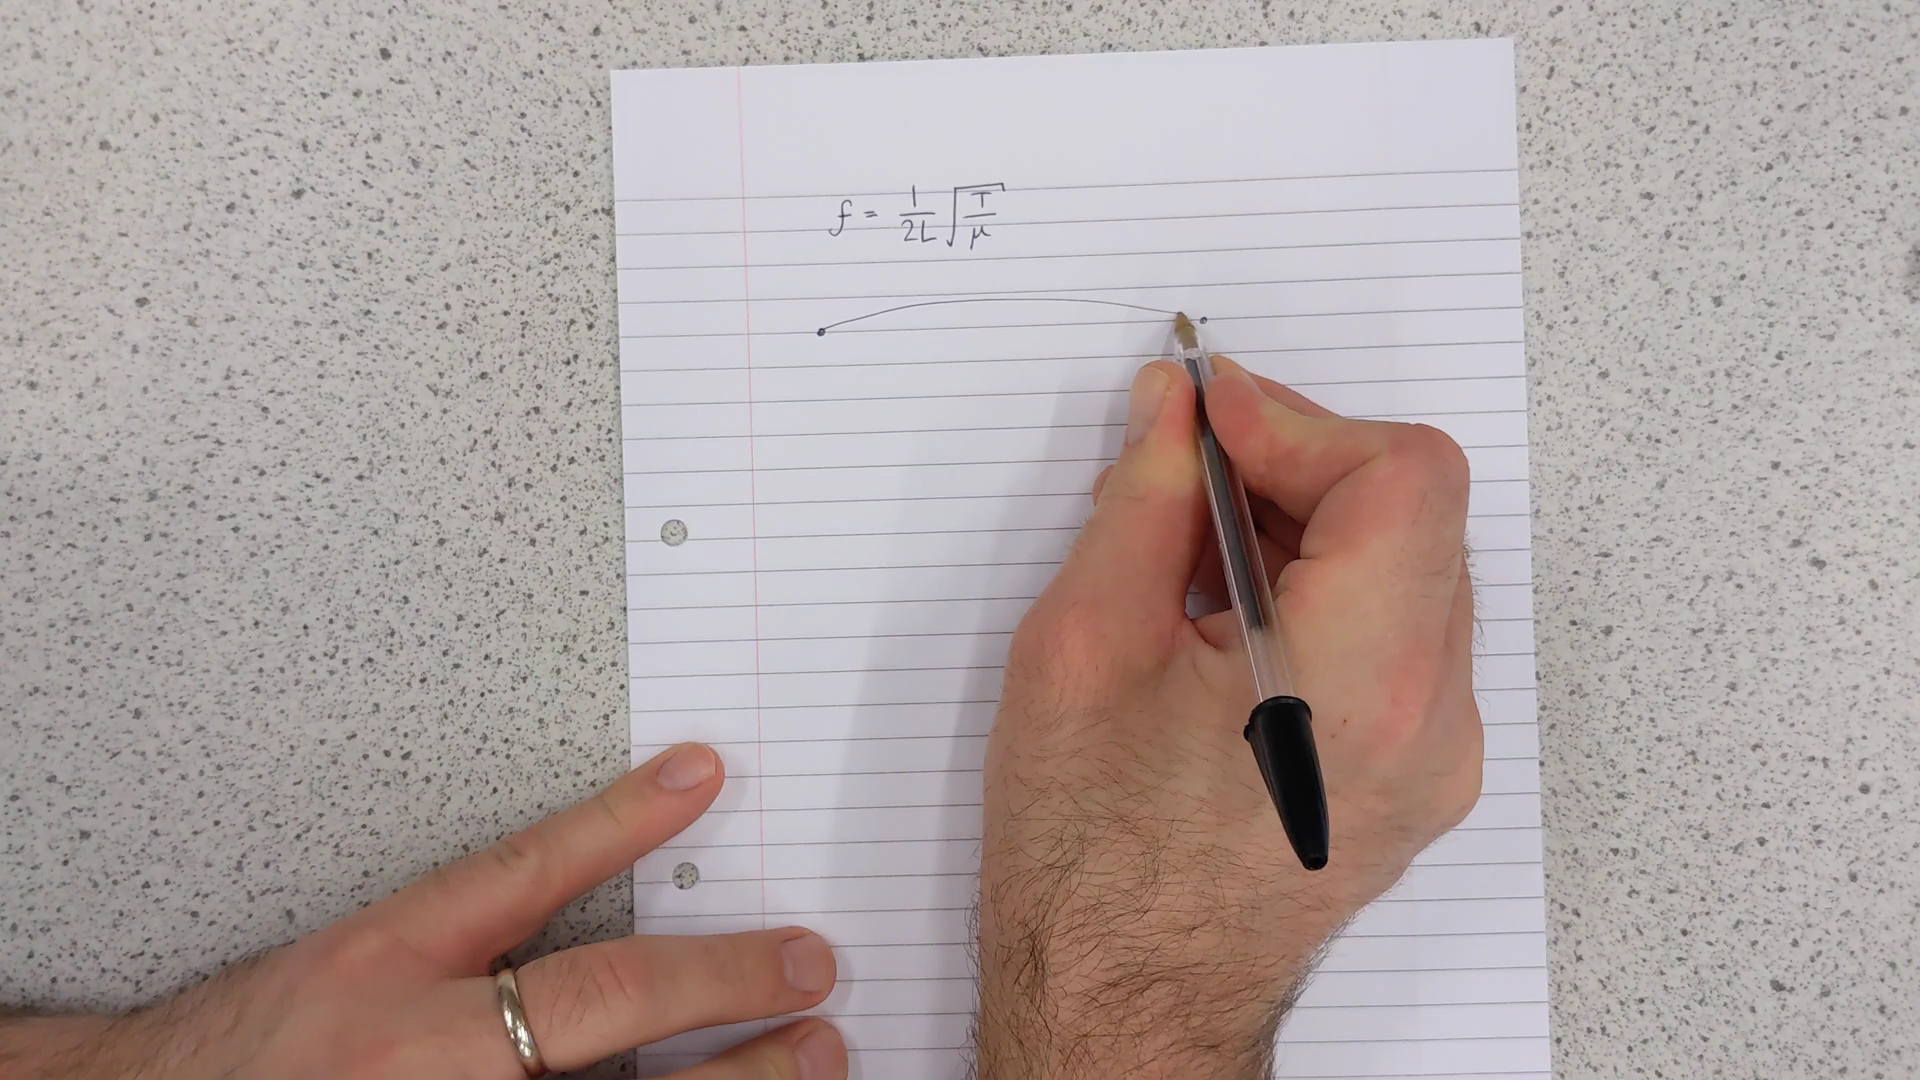 f = 1/2L √T/μ